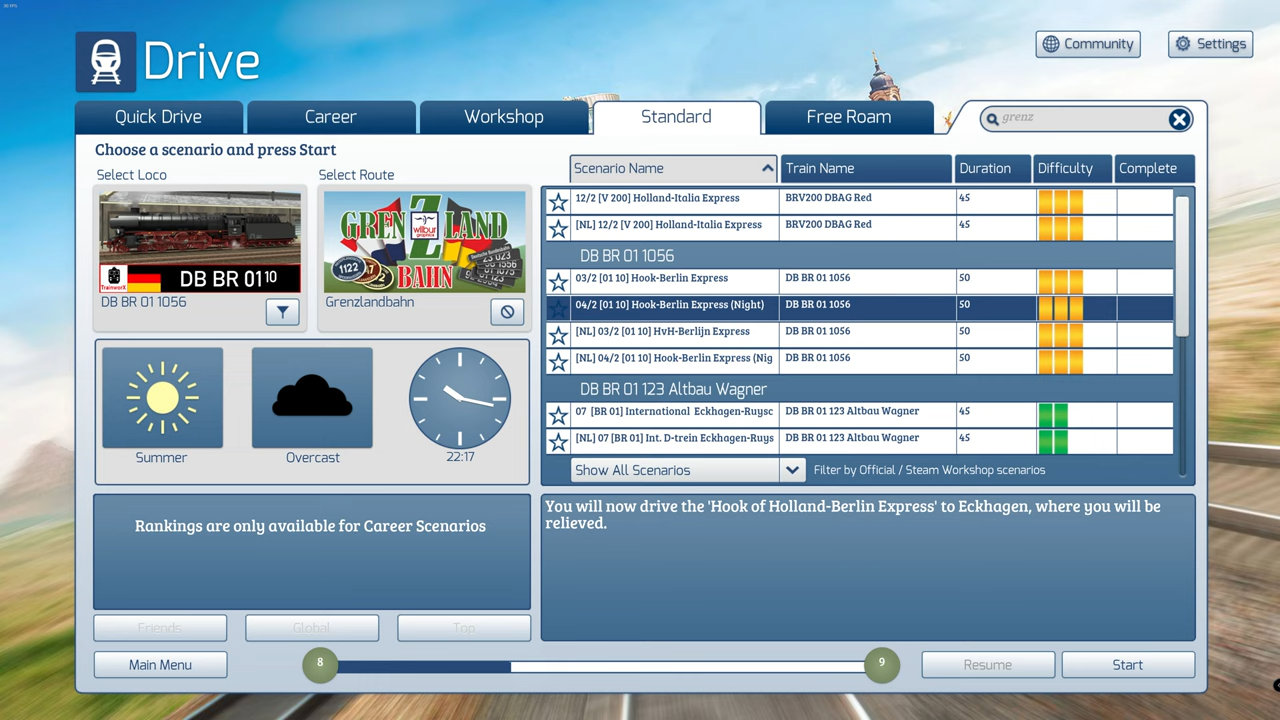 Drive
Community
Settings
Quick Drive
Career
Workshop
Standard
Free Roam
grenz
Choose a scenario and press Start
Select Loco
Select Route
Scenario Name
Train Name
Duration
Difficulty
Complete
TrainworX
DB BR 01 10
DB BR 01 1056
GRENZLAND
wilbur
graphics
BAHN
1122
23 023
Grenzlandbahn
12/2 [V 200] Holland-Italia Express
BRV200 DBAG Red
45
[NL] 12/2 [V 200] Holland-Italia Express
BRV200 DBAG Red
45
DB BR 01 1056
03/2 [01 10] Hook-Berlin Express
DB BR 01 1056
50
04/2 [01 10] Hook-Berlin Express (Night)
DB BR 01 1056
50
[NL] 03/2 [01 10] HvH-Berlijn Express
DB BR 01 1056
50
[NL] 04/2 [01 10] Hook-Berlin Express (Nig
DB BR 01 1056
50
DB BR 01 123 Altbau Wagner
07 [BR 01] International Eckhagen-Ruysc
DB BR 01 123 Altbau Wagner
45
[NL] 07 [BR 01] Int. D-trein Eckhagen-Ruys
DB BR 01 123 Altbau Wagner
45
Show All Scenarios
Filter by Official / Steam Workshop scenarios
Summer
Overcast
22:17
Rankings are only available for Career Scenarios
You will now drive the 'Hook of Holland-Berlin Express' to Eckhagen, where you will be
relieved.
Friends
Global
Top
Main Menu
8
9
Resume
Start